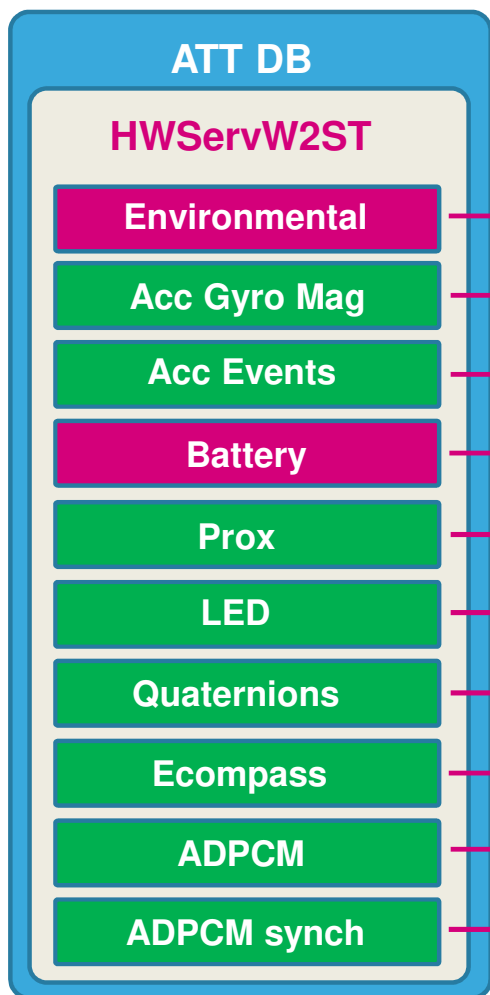 ATT DB
HWServW2ST
Environmental
Acc Gyro Mag
Acc Events
Battery
Prox
LED
Quaternions
Ecompass
ADPCM
ADPCM synch